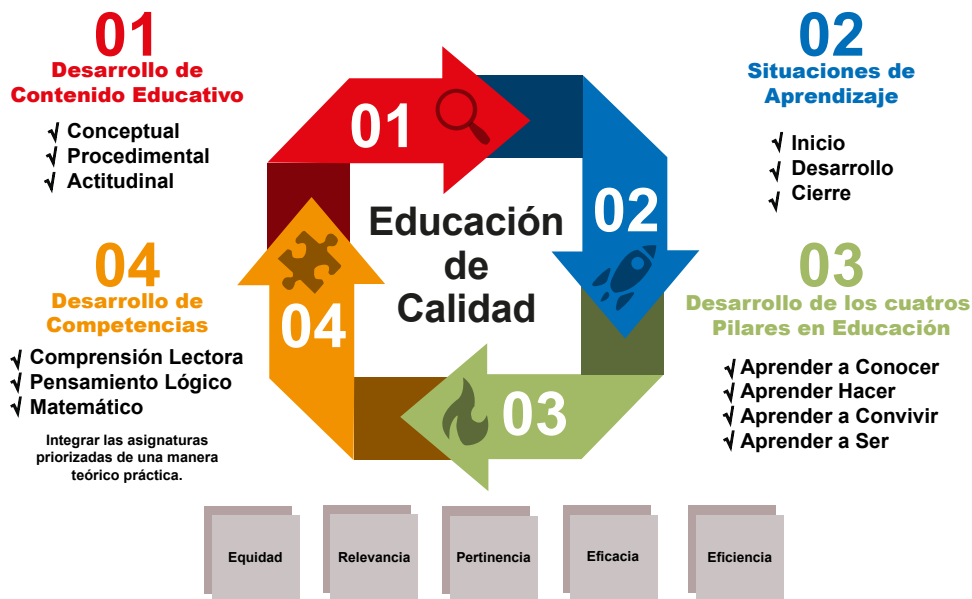 01
Desarrollo de
Contenido Educativo
√ Conceptual
√ Procedimental
√ Actitudinal
02
Situaciones de
Aprendizaje
√ Inicio
√ Desarrollo
√ Cierre
01
02
03
04
Educación
de
Calidad
04
Desarrollo de
Competencias
√ Comprensión Lectora
√ Pensamiento Lógico
√ Matemático
Integrar las asignaturas
priorizadas de una manera
teórico práctica.
03
Desarrollo de los cuatros
Pilares en Educación
√ Aprender a Conocer
√ Aprender Hacer
√ Aprender a Convivir
√ Aprender a Ser
Equidad
Relevancia
Pertinencia
Eficacia
Eficiencia